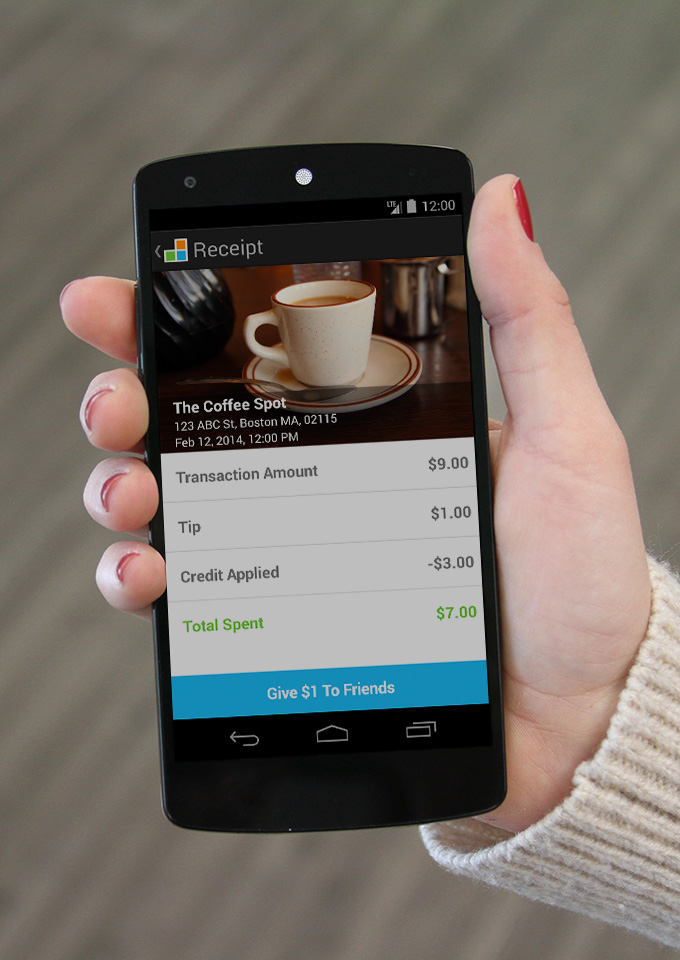 LTE 12:00
Receipt
The Coffee Spot
123 ABC St, Boston MA, 02115
Feb 12, 2014, 12:00 PM
Transaction Amount $9.00
Tip $1.00
Credit Applied -$3.00
Total Spent $7.00
Give $1 To Friends